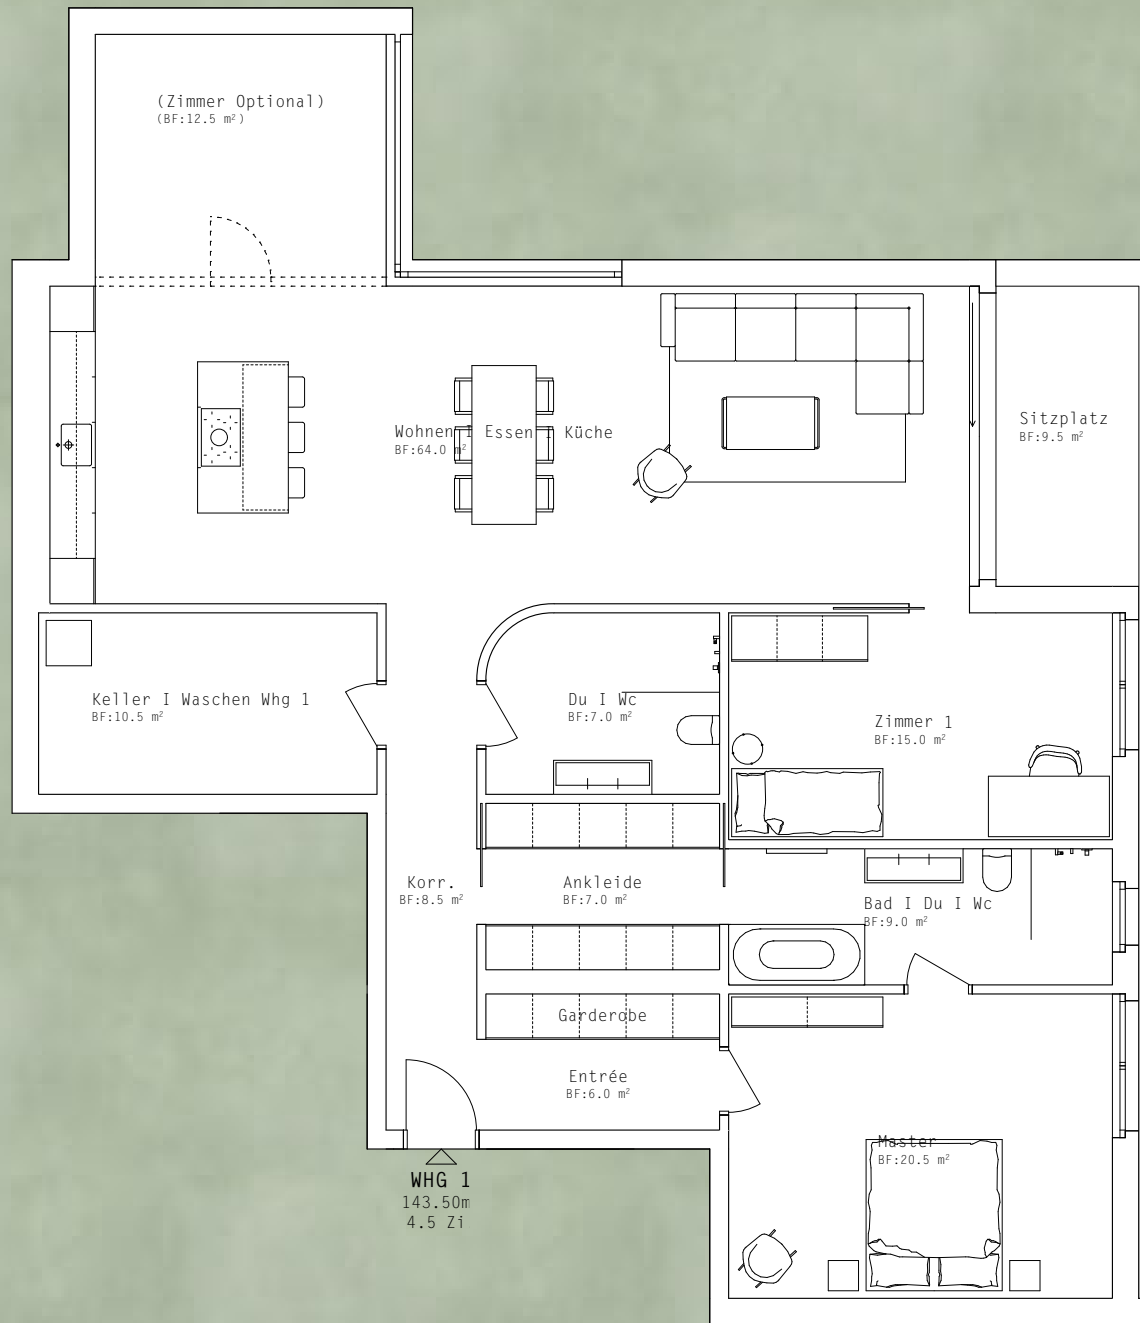 (Zimmer Optional)
(BF:12.5 m²)
Wohnen I Essen I Küche
BF:64.0 m²
Sitzplatz
BF:9.5 m²
Keller I Waschen Whg 1
BF:10.5 m²
Du I Wc
BF:7.0 m²
Zimmer 1
BF:15.0 m²
Korr.
BF:8.5 m²
Ankleide
BF:7.0 m²
Bad I Du I Wc
BF:9.0 m²
Garderobe
Entrée
BF:6.0 m²
Master
BF:20.5 m²
WHG 1
143.50m
4.5 Zi